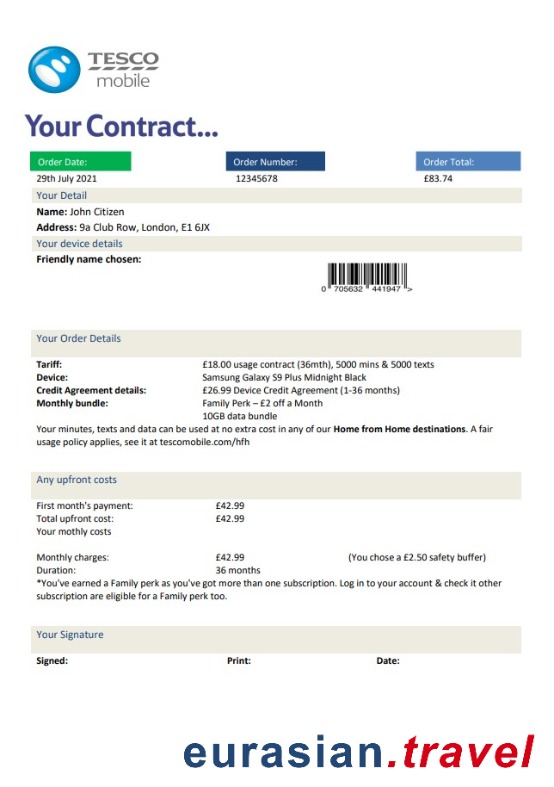 TESCO
mobile
Your Contract...
Order Date: Order Number: Order Total:
29th July 2021 12345678 £83.74
Your Detail
Name: John Citizen
Address: 9a Club Row, London, E1 6JX
Your device details
Friendly name chosen:
0 705632 441947 >
Your Order Details
Tariff: £18.00 usage contract (36mth), 5000 mins & 5000 texts
Device: Samsung Galaxy S9 Plus Midnight Black
Credit Agreement details: £26.99 Device Credit Agreement (1-36 months)
Monthly bundle: Family Perk – £2 off a Month
10GB data bundle
Your minutes, texts and data can be used at no extra cost in any of our Home from Home destinations. A fair
usage policy applies, see it at tescomobile.com/hfh
Any upfront costs
First month's payment: £42.99
Total upfront cost: £42.99
Your mothly costs
Monthly charges: £42.99 (You chose a £2.50 safety buffer)
Duration: 36 months
*You've earned a Family perk as you've got more than one subscription. Log in to your account & check it other
subscription are eligible for a Family perk too.
Your Signature
Signed: Print: Date:
eurasian.travel